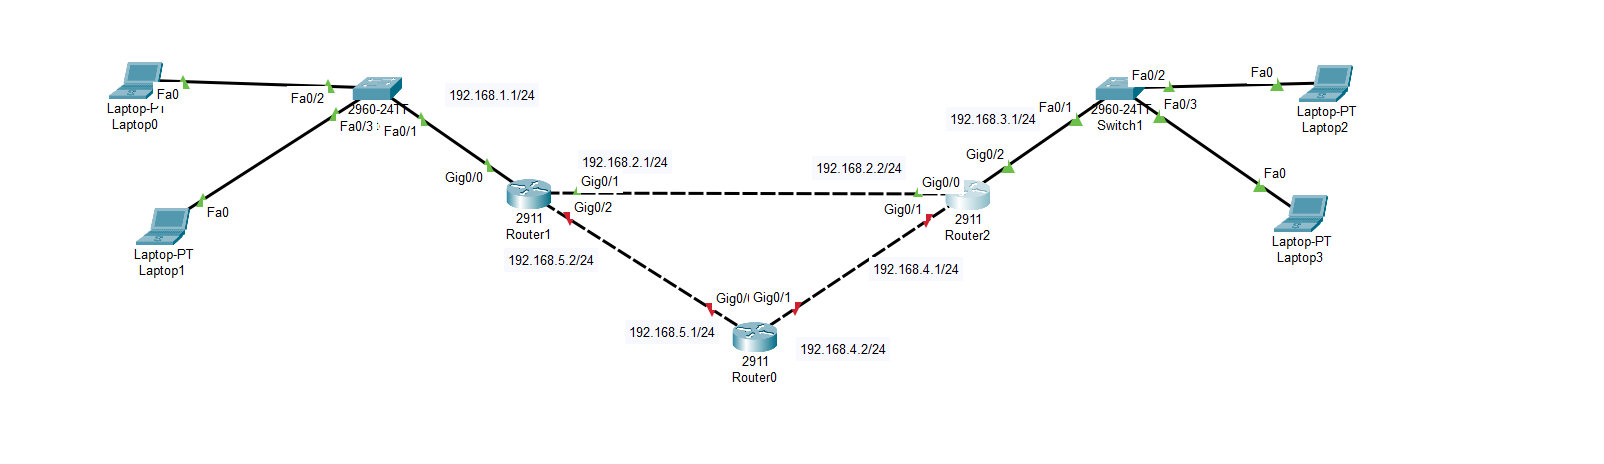 Fa0
Laptop-PT
Laptop0
Fa0/2
2960-24TT
Fa0/3
Fa0/1
192.168.1.1/24
Fa0
Laptop-PT
Laptop1
Gig0/0
192.168.2.1/24
Gig0/1
Gig0/2
2911
Router1
192.168.5.2/24
192.168.2.2/24
Gig0/0
Gig0/1
2911
Router2
192.168.3.1/24
Gig0/2
Fa0/1
Fa0/2
2960-24TT
Switch1
Fa0/3
Fa0
Laptop-PT
Laptop2
Fa0
Laptop-PT
Laptop3
192.168.4.1/24
Gig0/
Gig0/1
192.168.5.1/24
192.168.4.2/24
2911
Router0